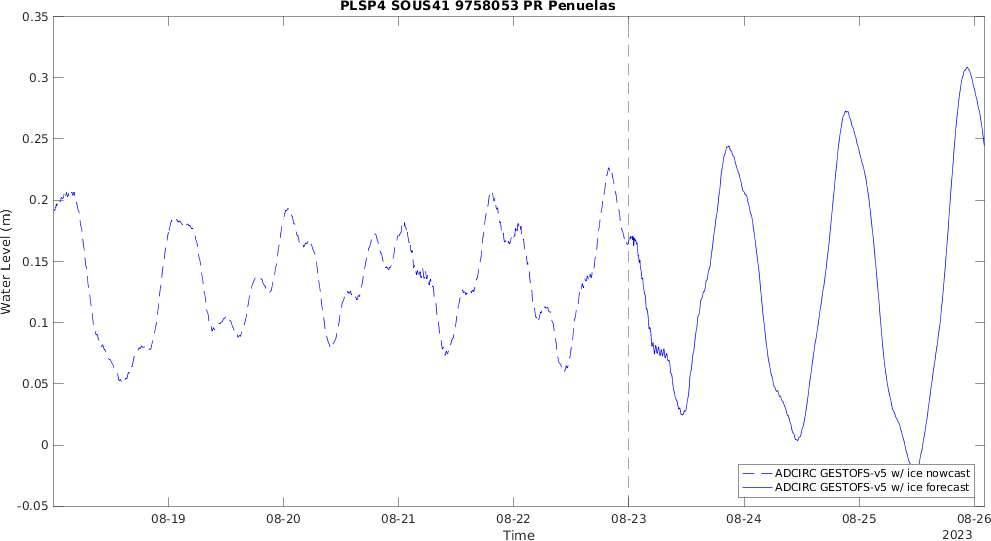 PLSP4 SOUS41 9758053 PR Penuelas
0.35
0.3
0.25
0.2
0.15
0.1
0.05
0
-0.05
Water Level (m)
ADCIRC GESTOFS-v5 w/ ice nowcast
ADCIRC GESTOFS-v5 w/ ice forecast
08-19 08-20 08-21 08-22 08-23 08-24 08-25 08-26
Time
2023